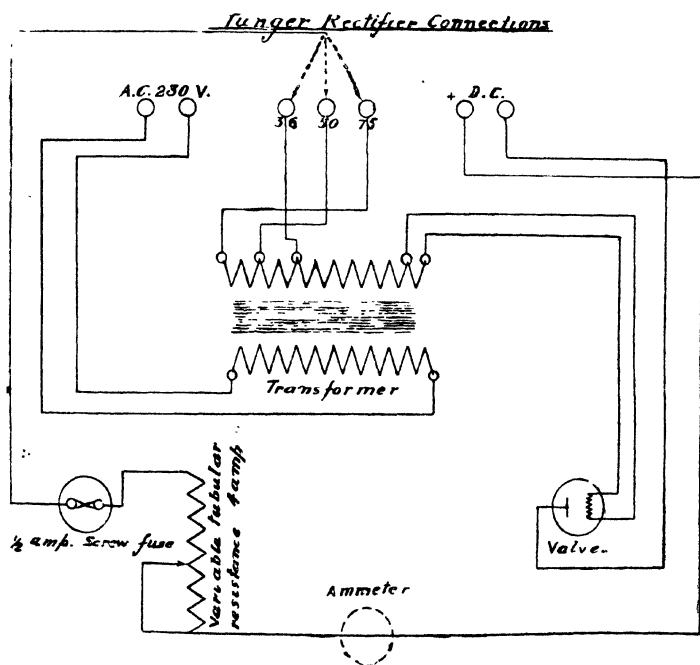 Tunger Rectifier Connections
A.C. 230 V.
36 50 75
+ D.C.
Transformer
Variable tubular
resistance 4 amp
½ amp. Screw fuse
Valve.
Ammeter